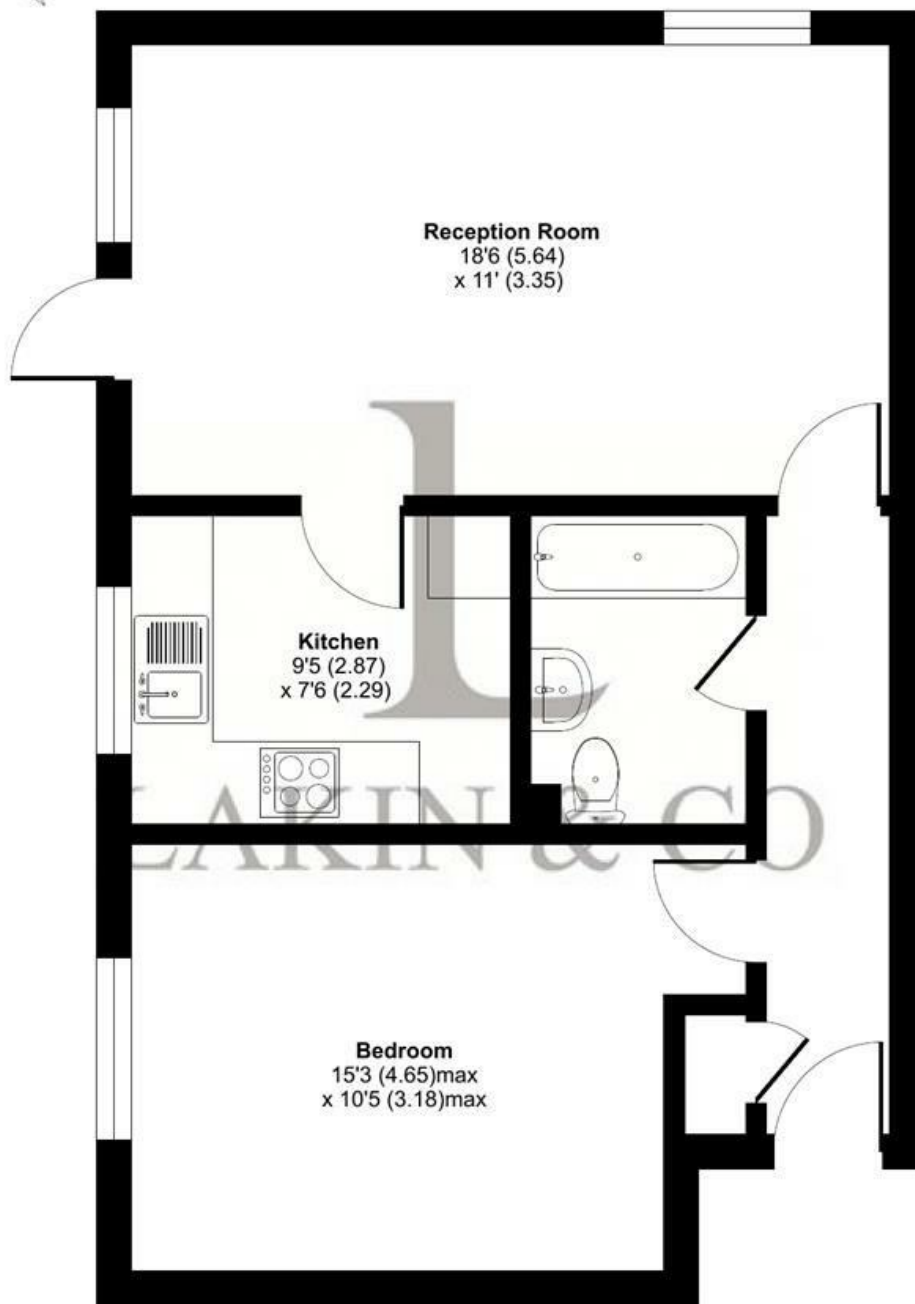 Reception Room
18'6 (5.64)
x 11' (3.35)
Kitchen
9'5 (2.87)
x 7'6 (2.29)
L
LAKIN & CO
Bedroom
15'3 (4.65)max
x 10'5 (3.18)max